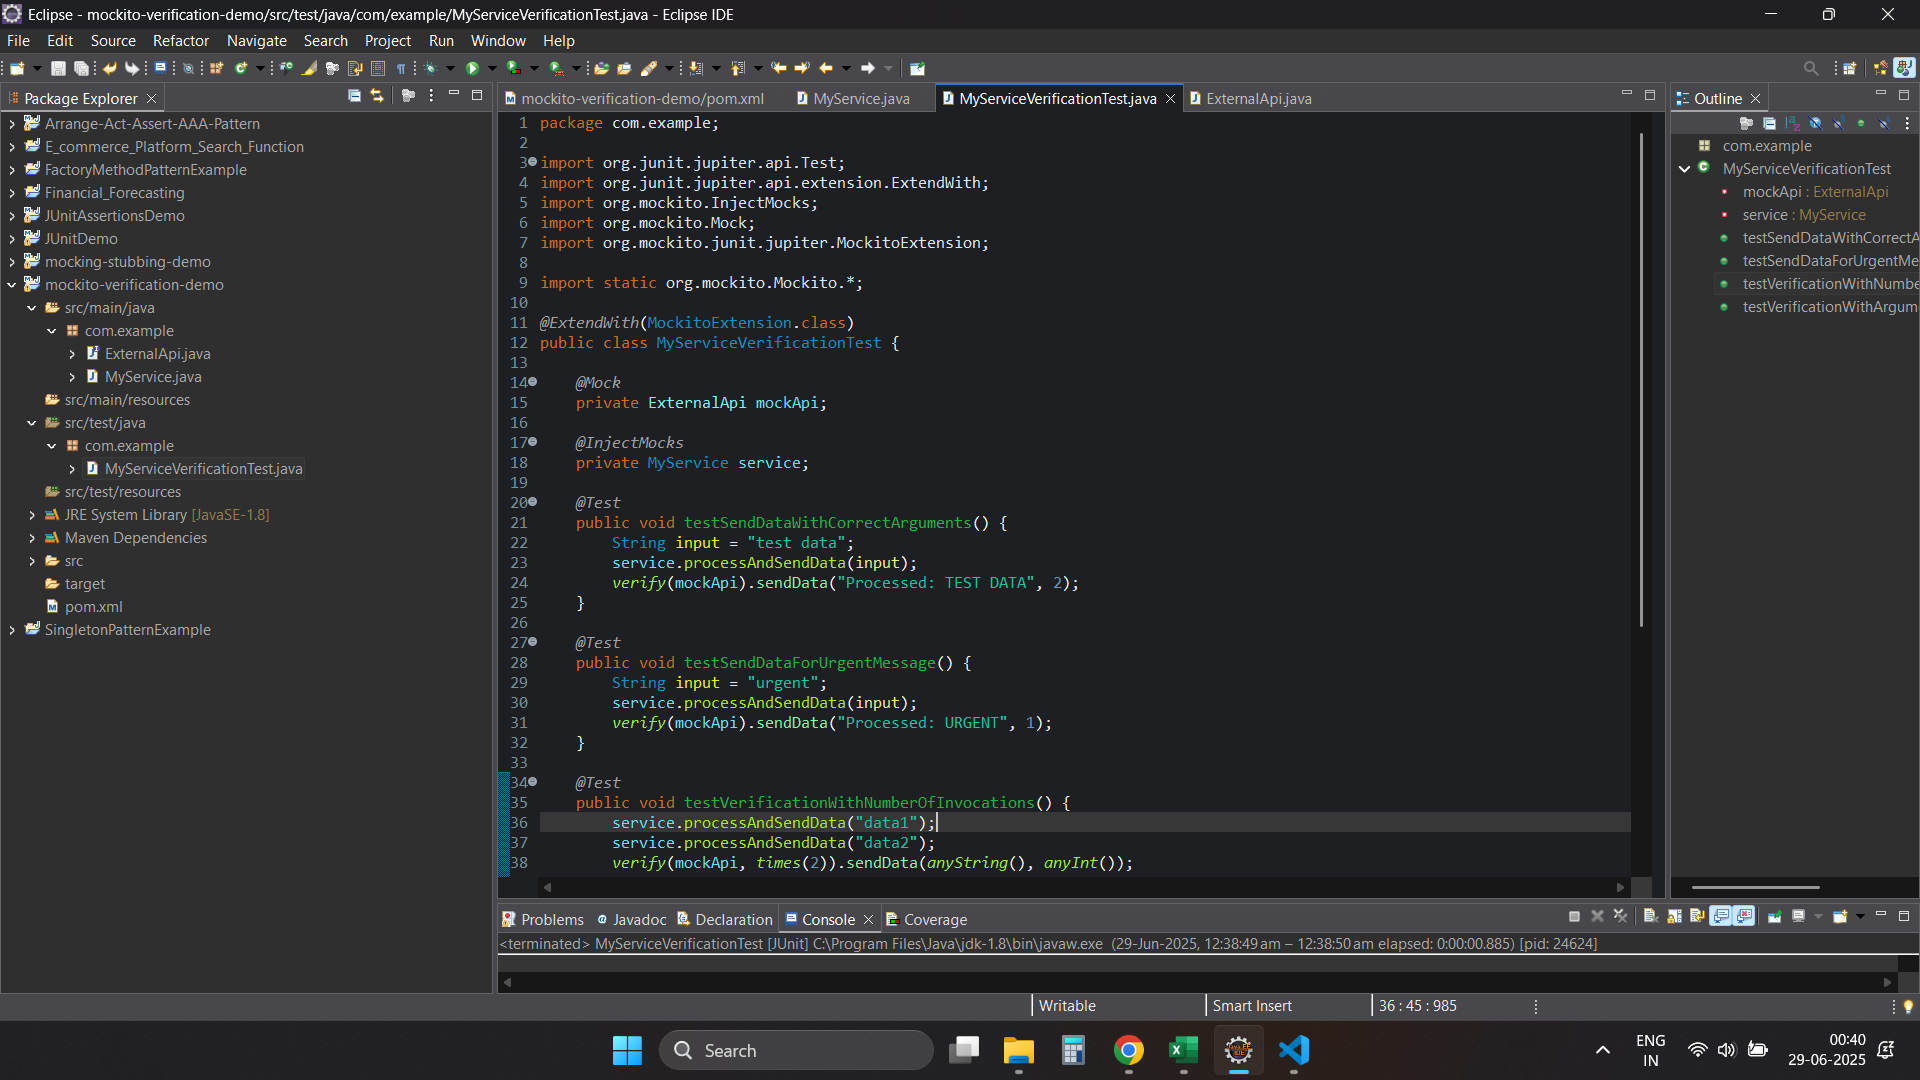 Eclipse - mockito-verification-demo/src/test/java/com/example/MyServiceVerificationTest.java - Eclipse IDE
File Edit Source Refactor Navigate Search Project Run Window Help
Package Explorer
Arrange-Act-Assert-AAA-Pattern
E_commerce_Platform_Search_Function
FactoryMethodPatternExample
Financial_Forecasting
JUnitAssertionsDemo
JUnitDemo
mocking-stubbing-demo
mockito-verification-demo
src/main/java
com.example
ExternalApi.java
MyService.java
src/main/resources
src/test/java
com.example
MyServiceVerificationTest.java
src/test/resources
JRE System Library [JavaSE-1.8]
Maven Dependencies
src
target
pom.xml
SingletonPatternExample
mockito-verification-demo/pom.xml MyService.java MyServiceVerificationTest.java ExternalApi.java
1 package com.example;
2
3 import org.junit.jupiter.api.Test;
4 import org.junit.jupiter.api.extension.ExtendWith;
5 import org.mockito.InjectMocks;
6 import org.mockito.Mock;
7 import org.mockito.junit.jupiter.MockitoExtension;
8
9 import static org.mockito.Mockito.*;
10
11 @ExtendWith(MockitoExtension.class)
12 public class MyServiceVerificationTest {
13
14 @Mock
15 private ExternalApi mockApi;
16
17 @InjectMocks
18 private MyService service;
19
20 @Test
21 public void testSendDataWithCorrectArguments() {
22 String input = "test data";
23 service.processAndSendData(input);
24 verify(mockApi).sendData("Processed: TEST DATA", 2);
25 }
26
27 @Test
28 public void testSendDataForUrgentMessage() {
29 String input = "urgent";
30 service.processAndSendData(input);
31 verify(mockApi).sendData("Processed: URGENT", 1);
32 }
33
34 @Test
35 public void testVerificationWithNumberOfInvocations() {
36 service.processAndSendData("data1");
37 service.processAndSendData("data2");
38 verify(mockApi, times(2)).sendData(anyString(), anyInt());
Outline
com.example
MyServiceVerificationTest
mockApi : ExternalApi
service : MyService
testSendDataWithCorrectA
testSendDataForUrgentMe
testVerificationWithNumbe
testVerificationWithArgum
Problems Javadoc Declaration Console Coverage
<terminated> MyServiceVerificationTest [JUnit] C:\Program Files\Java\jdk-1.8\bin\javaw.exe (29-Jun-2025, 12:38:49 am – 12:38:50 am elapsed: 0:00:00.885) [pid: 24624]
Writable Smart Insert 36 : 45 : 985
Search
ENG
IN
00:40
29-06-2025